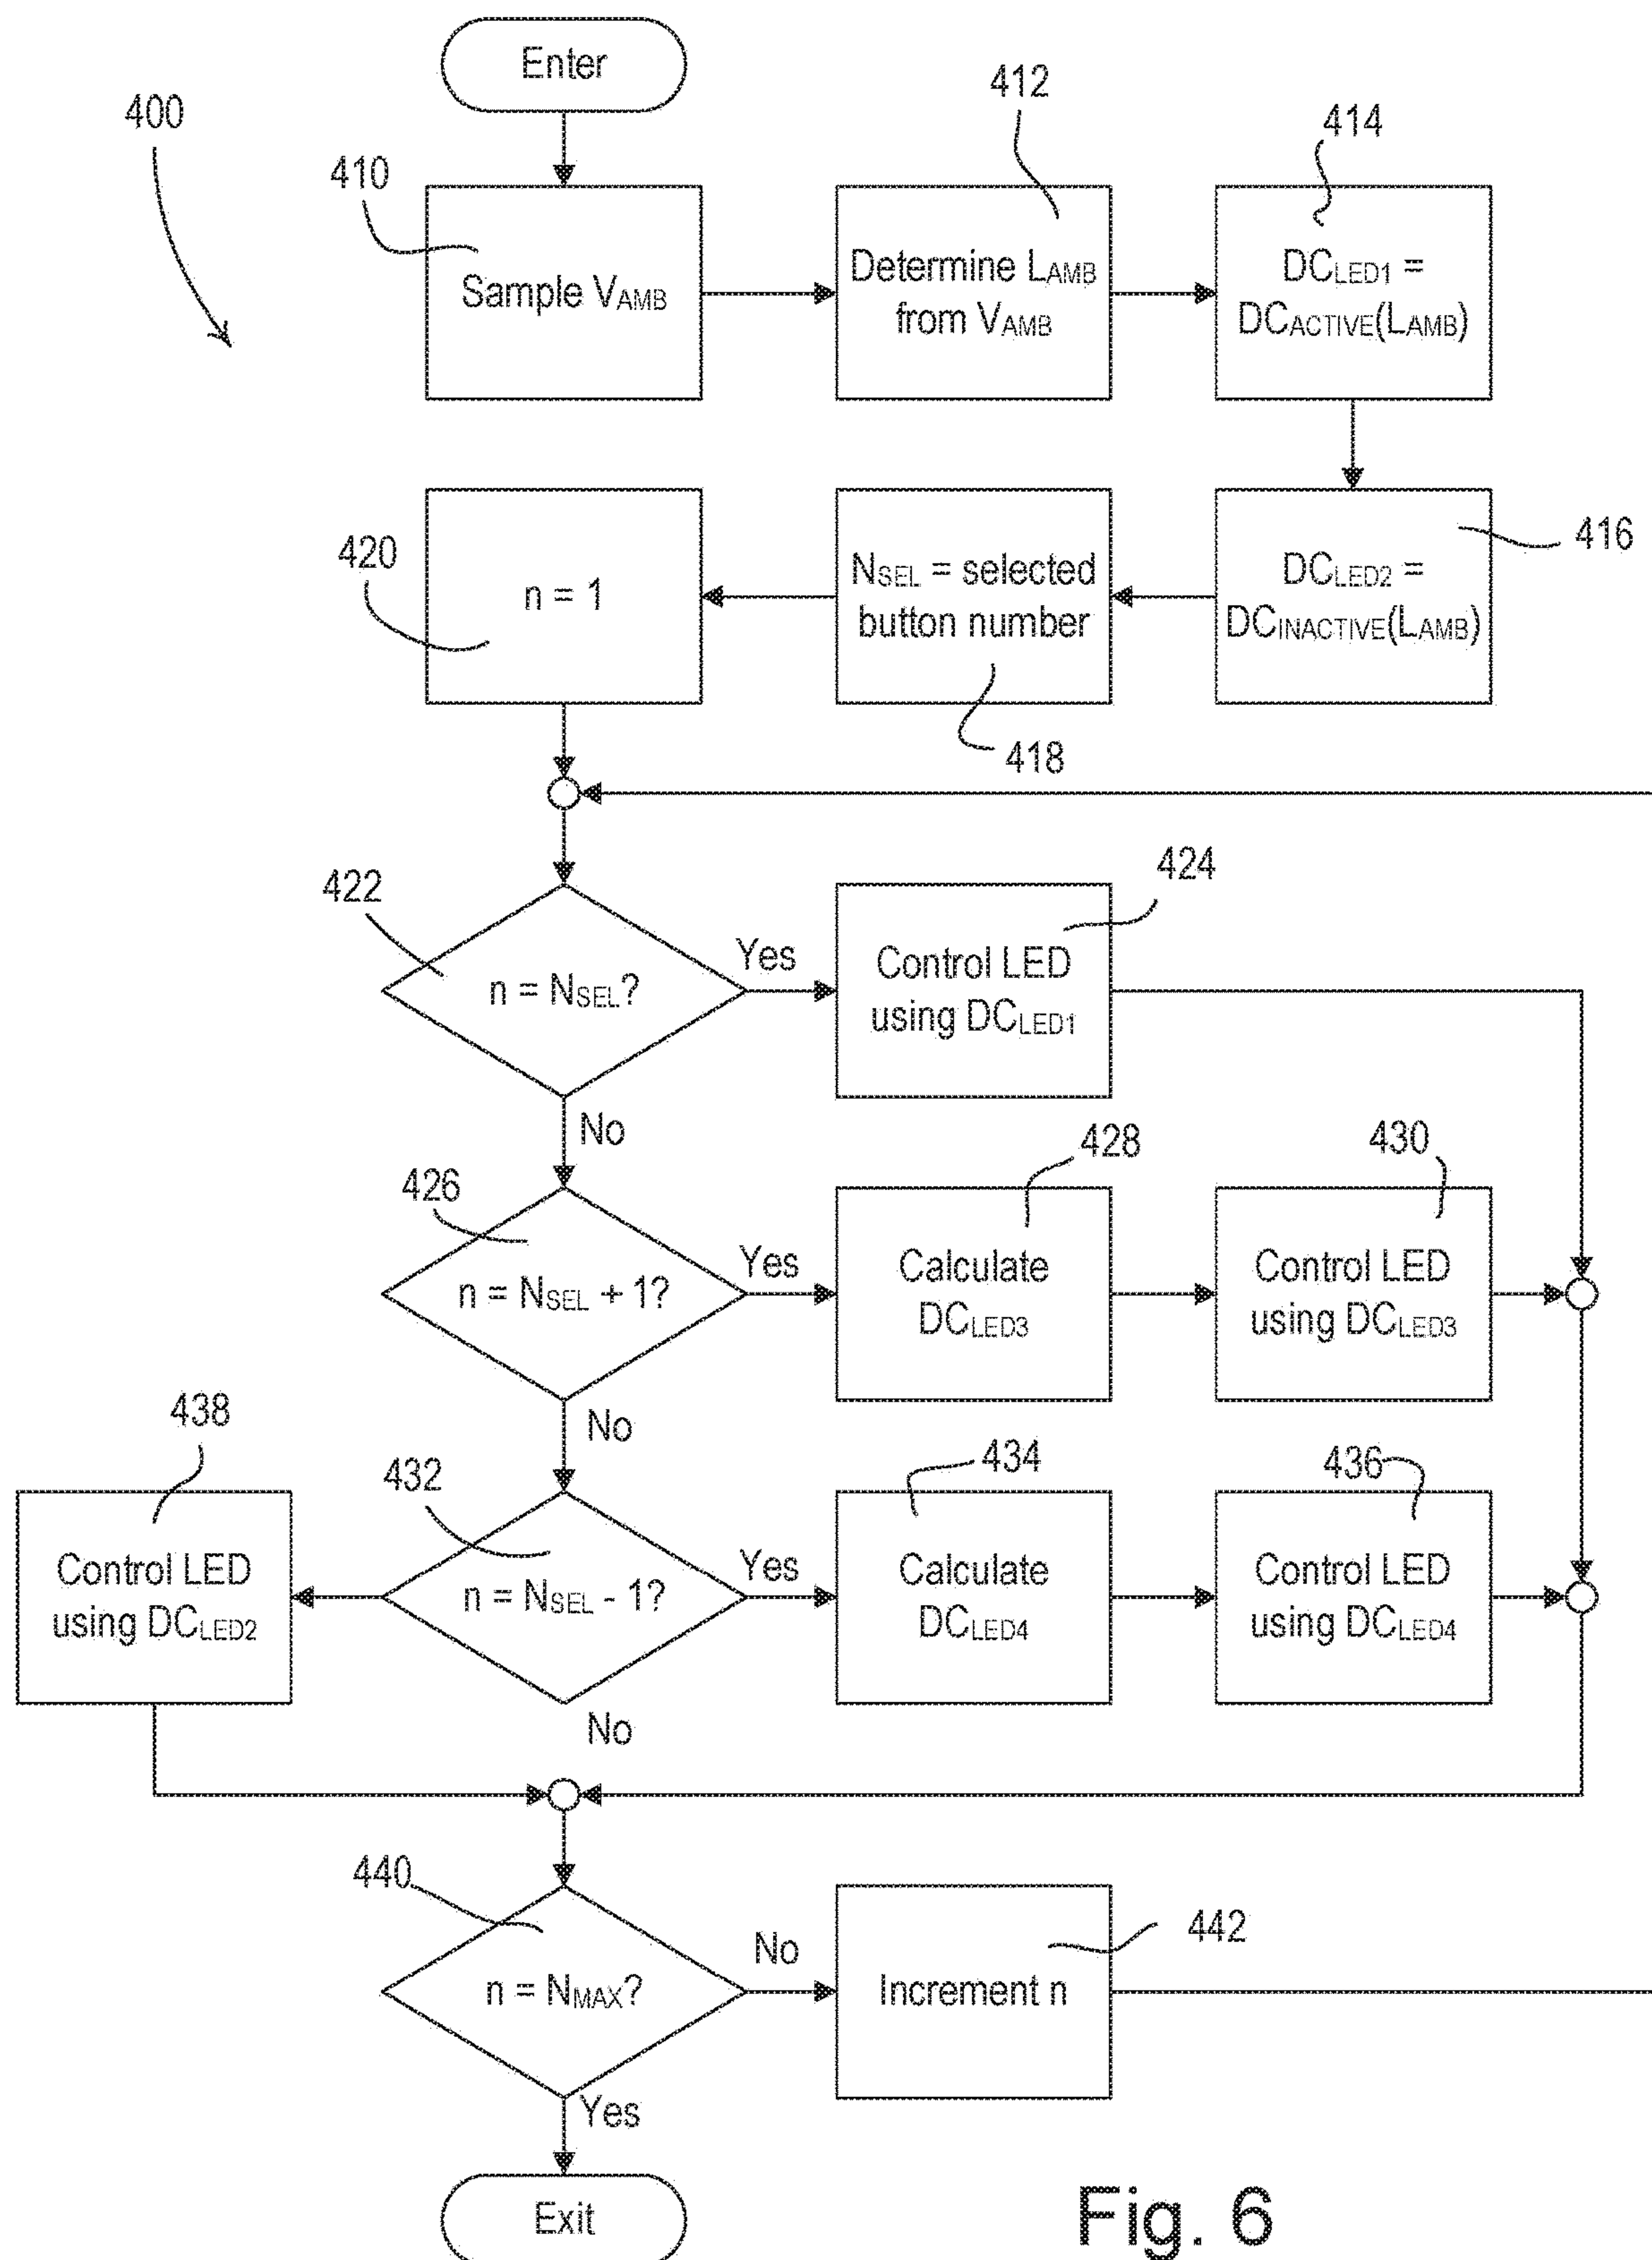 Enter
400
410
412
414
Sample VAMB
Determine LAMB
from VAMB
DCLED1 =
DCACTIVE(LAMB)
420
n = 1
NSEL = selected
button number
418
DCLED2 =
DCINACTIVE(LAMB)
416
422
n = NSEL?
Yes
No
Control LED
using DCLED1
424
426
n = NSEL + 1?
Yes
No
428
Calculate
DCLED3
430
Control LED
using DCLED3
438
Control LED
using DCLED2
432
n = NSEL - 1?
Yes
No
434
Calculate
DCLED4
436
Control LED
using DCLED4
440
n = NMAX?
No
Yes
442
Increment n
Exit
Fig. 6